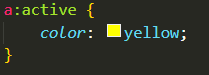 a:active {
    color: yellow;
}